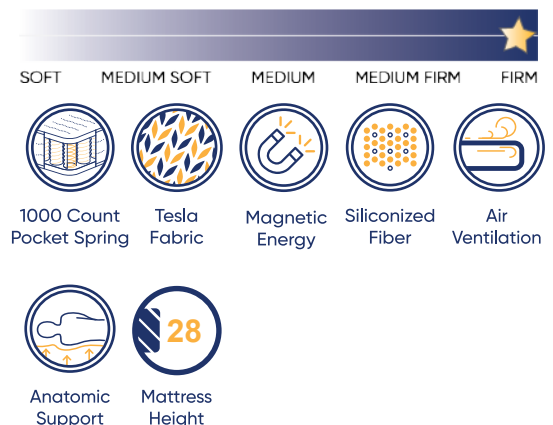 SOFT MEDIUM SOFT MEDIUM MEDIUM FIRM FIRM
1000 Count
Pocket Spring
Tesla
Fabric
Magnetic
Energy
Siliconized
Fiber
Air
Ventilation
Anatomic
Support
28
Mattress
Height